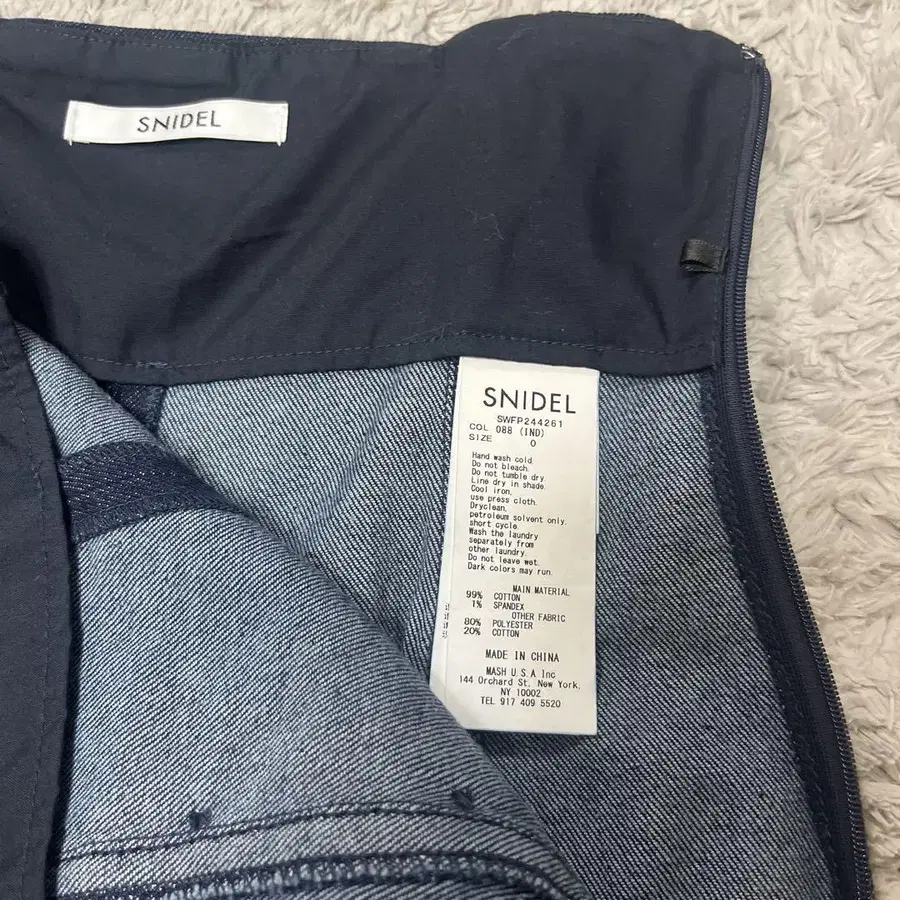 SNIDEL
SNIDEL
SWFP244261
COL 088 (IND)
SIZE 0
Hand wash cold.
Do not bleach.
Do not tumble dry.
Line dry in shade.
Cool iron,
use press cloth.
Dryclean,
petroleum solvent only.
short cycle.
Wash the laundry
separately from
other laundry.
Do not leave wet.
Dark colors may run.
MAIN MATERIAL
99% COTTON
1% SPANDEX
OTHER FABRIC
80% POLYESTER
20% COTTON
MADE IN CHINA
MASH U.S.A Inc
144 Orchard St, New York,
NY 10002
TEL 917 409 5520